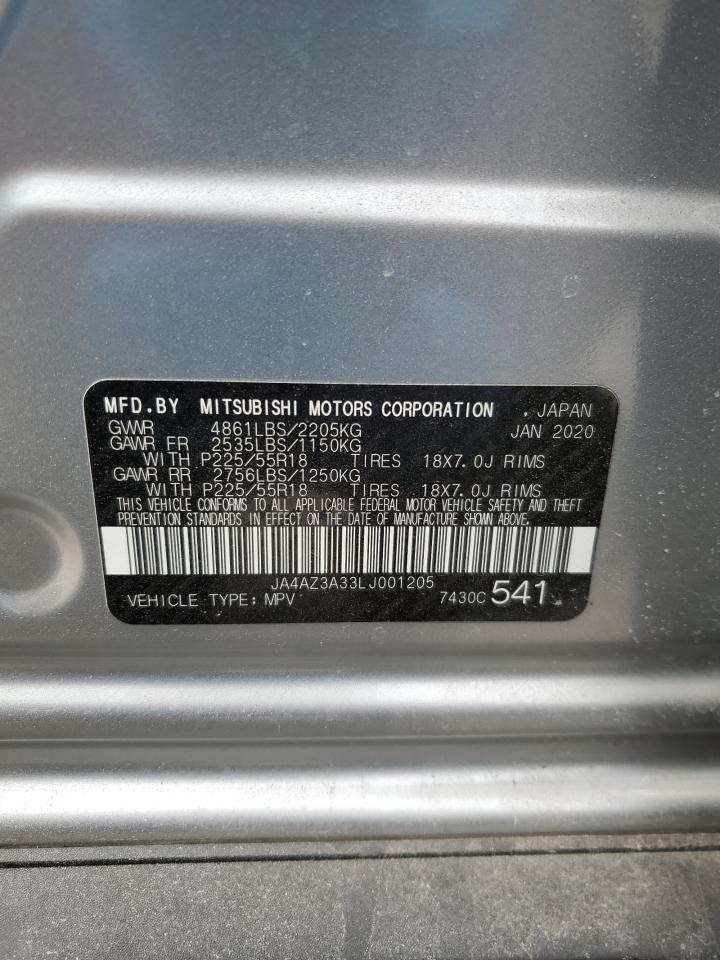 MFD.BY MITSUBISHI MOTORS CORPORATION . JAPAN
GVWR 4861LBS/2205KG JAN 2020
GAWR FR 2535LBS/1150KG
WITH P225/55R18 TIRES 18X7.0J RIMS
GAWR RR 2756LBS/1250KG
WITH P225/55R18 TIRES 18X7.0J RIMS
THIS VEHICLE CONFORMS TO ALL APPLICABLE FEDERAL MOTOR VEHICLE SAFETY AND THEFT
PREVENTION STANDARDS IN EFFECT ON THE DATE OF MANUFACTURE SHOWN ABOVE.
JA4AZ3A33LJ001205
VEHICLE TYPE: MPV 7430C 541